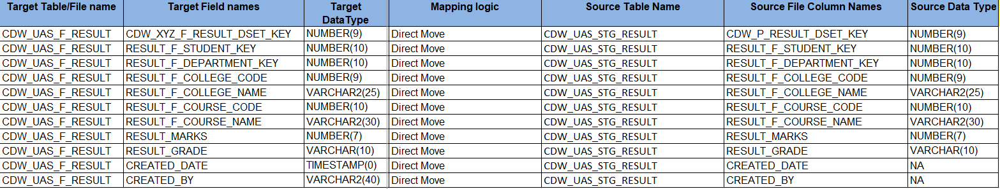 Target Table/File name Target Field names Target DataType Mapping logic Source Table Name Source File Column Names Source Data Type
CDW_UAS_F_RESULT CDW_XYZ_F_RESULT_DSET_KEY NUMBER(9) Direct Move CDW_UAS_STG_RESULT CDW_P_RESULT_DSET_KEY NUMBER(9)
CDW_UAS_F_RESULT RESULT_F_STUDENT_KEY NUMBER(10) Direct Move CDW_UAS_STG_RESULT RESULT_F_STUDENT_KEY NUMBER(10)
CDW_UAS_F_RESULT RESULT_F_DEPARTMENT_KEY NUMBER(10) Direct Move CDW_UAS_STG_RESULT RESULT_F_DEPARTMENT_KEY NUMBER(10)
CDW_UAS_F_RESULT RESULT_F_COLLEGE_CODE NUMBER(9) Direct Move CDW_UAS_STG_RESULT RESULT_F_COLLEGE_CODE NUMBER(9)
CDW_UAS_F_RESULT RESULT_F_COLLEGE_NAME VARCHAR2(25) Direct Move CDW_UAS_STG_RESULT RESULT_F_COLLEGE_NAME VARCHAR2(25)
CDW_UAS_F_RESULT RESULT_F_COURSE_CODE NUMBER(10) Direct Move CDW_UAS_STG_RESULT RESULT_F_COURSE_CODE NUMBER(10)
CDW_UAS_F_RESULT RESULT_F_COURSE_NAME VARCHAR2(30) Direct Move CDW_UAS_STG_RESULT RESULT_F_COURSE_NAME VARCHAR2(30)
CDW_UAS_F_RESULT RESULT_MARKS NUMBER(7) Direct Move CDW_UAS_STG_RESULT RESULT_MARKS NUMBER(7)
CDW_UAS_F_RESULT RESULT_GRADE VARCHAR(10) Direct Move CDW_UAS_STG_RESULT RESULT_GRADE VARCHAR(10)
CDW_UAS_F_RESULT CREATED_DATE TIMESTAMP(0) Direct Move CDW_UAS_STG_RESULT CREATED_DATE NA
CDW_UAS_F_RESULT CREATED_BY VARCHAR2(40) Direct Move CDW_UAS_STG_RESULT CREATED_BY NA